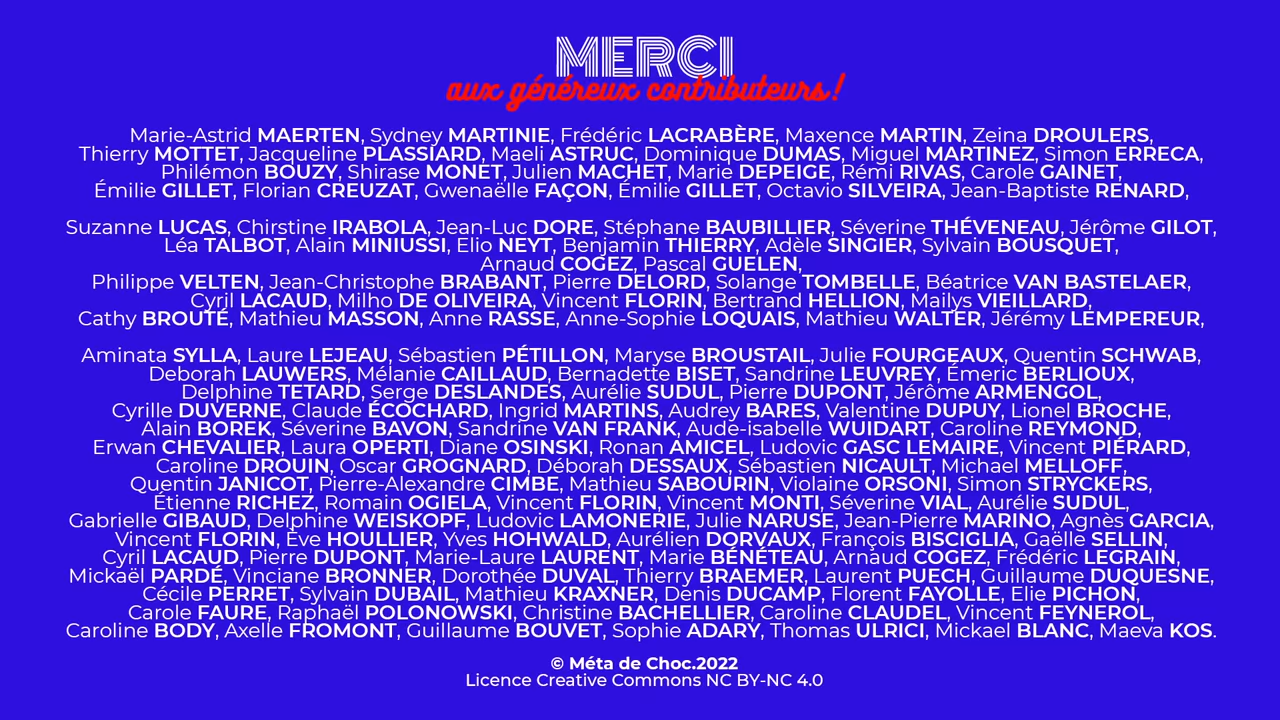 MERCI
aux généreux contributeurs !
Marie-Astrid MAERTEN, Sydney MARTINIE, Frédéric LACRABÈRE, Maxence MARTIN, Zeina DROULERS,
Thierry MOTTET, Jacqueline PLASSIARD, Maeli ASTRUC, Dominique DUMAS, Miguel MARTINEZ, Simon ERRECA,
Philémon BOUZY, Shirase MONET, Julien MACHET, Marie DEPEIGE, Rémi RIVAS, Carole GAINET,
Émilie GILLET, Florian CREUZAT, Gwenaëlle FAÇON, Émilie GILLET, Octavio SILVEIRA, Jean-Baptiste RENARD,
Suzanne LUCAS, Chirstine IRABOLA, Jean-Luc DORE, Stéphane BAUBILLIER, Séverine THÉVENEAU, Jérôme GILOT,
Léa TALBOT, Alain MINIUSSI, Elio NEYT, Benjamin THIERRY, Adèle SINGIER, Sylvain BOUSQUET,
Arnaud COGEZ, Pascal GUELEN,
Philippe VELTEN, Jean-Christophe BRABANT, Pierre DELORD, Solange TOMBELLE, Béatrice VAN BASTELAER,
Cyril LACAUD, Milho DE OLIVEIRA, Vincent FLORIN, Bertrand HELLION, Maïlys VIEILLARD,
Cathy BROUTÉ, Mathieu MASSON, Anne RASSE, Anne-Sophie LOQUAIS, Mathieu WALTER, Jérémy LEMPEREUR,
Aminata SYLLA, Laure LEJEAU, Sébastien PÉTILLON, Maryse BROUSTAIL, Julie FOURGEAUX, Quentin SCHWAB,
Deborah LAUWERS, Mélanie CAILLAUD, Bernadette BISET, Sandrine LEUVREY, Émeric BERLIOUX,
Delphine TETARD, Serge DESLANDES, Aurélie SUDUL, Pierre DUPONT, Jérôme ARMENGOL,
Cyrille DUVERNE, Claude ÉCOCHARD, Ingrid MARTINS, Audrey BARES, Valentine DUPUY, Lionel BROCHE,
Alain BOREK, Séverine BAVON, Sandrine VAN FRANK, Aude-isabelle WUIDART, Caroline REYMOND,
Erwan CHEVALIER, Laura OPERTI, Diane OSINSKI, Ronan AMICEL, Ludovic GASC LEMAIRE, Vincent PIÉRARD,
Caroline DROUIN, Oscar GROGNARD, Déborah DESSAUX, Sébastien NICAULT, Michael MELLOFF,
Quentin JANICOT, Pierre-Alexandre CIMBE, Mathieu SABOURIN, Violaine ORSONI, Simon STRYCKERS,
Étienne RICHEZ, Romain OGIELA, Vincent FLORIN, Vincent MONTI, Séverine VIAL, Aurélie SUDUL,
Gabrielle GIBAUD, Delphine WEISKOPF, Ludovic LAMONERIE, Julie NARUSE, Jean-Pierre MARINO, Agnès GARCIA,
Vincent FLORIN, Ève HOULLIER, Yves HOHWALD, Aurélien DORVAUX, François BISCIGLIA, Gaëlle SELLIN,
Cyril LACAUD, Pierre DUPONT, Marie-Laure LAURENT, Marie BÉNÉTEAU, Arnaud COGEZ, Frédéric LEGRAIN,
Mickaël PARDÉ, Vinciane BRONNER, Dorothée DUVAL, Thierry BRAEMER, Laurent PUECH, Guillaume DUQUESNE,
Cécile PERRET, Sylvain DUBAIL, Mathieu KRAXNER, Denis DUCAMP, Florent FAYOLLE, Elie PICHON,
Carole FAURE, Raphaël POLONOWSKI, Christine BACHELLIER, Caroline CLAUDEL, Vincent FEYNEROL,
Caroline BODY, Axelle FROMONT, Guillaume BOUVET, Sophie ADARY, Thomas ULRICI, Mickael BLANC, Maeva KOS.
© Méta de Choc.2022
Licence Creative Commons NC BY-NC 4.0